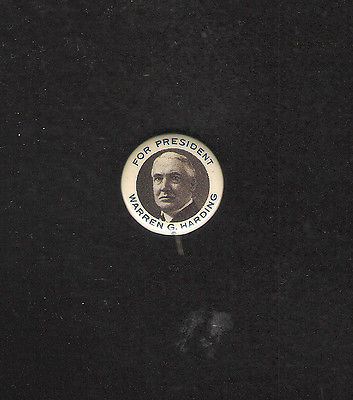 FOR PRESIDENT
WARREN G. HARDING